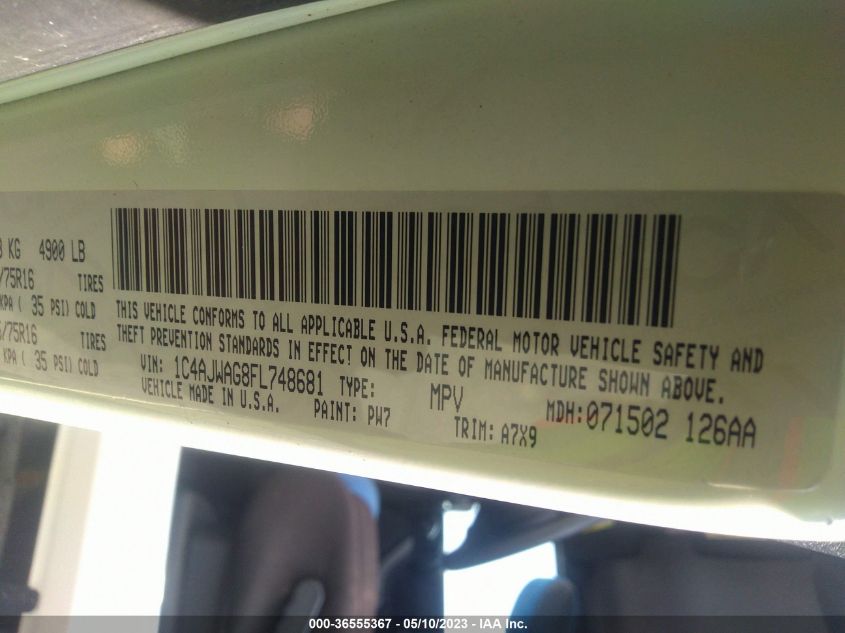 8 KG 4900 LB
/75R16 TIRES
KPA ( 35 PSI) COLD
/75R16 TIRES
KPA ( 35 PSI) COLD
THIS VEHICLE CONFORMS TO ALL APPLICABLE U.S.A. FEDERAL MOTOR VEHICLE SAFETY AND
THEFT PREVENTION STANDARDS IN EFFECT ON THE DATE OF MANUFACTURE SHOWN ABOVE.
VIN: 1C4AJWAG8FL748681 TYPE: MPV MDH:071502 126AA
VEHICLE MADE IN U.S.A. PAINT: PW7 TRIM: A7X9
000-36555367 - 05/10/2023 - IAA Inc.